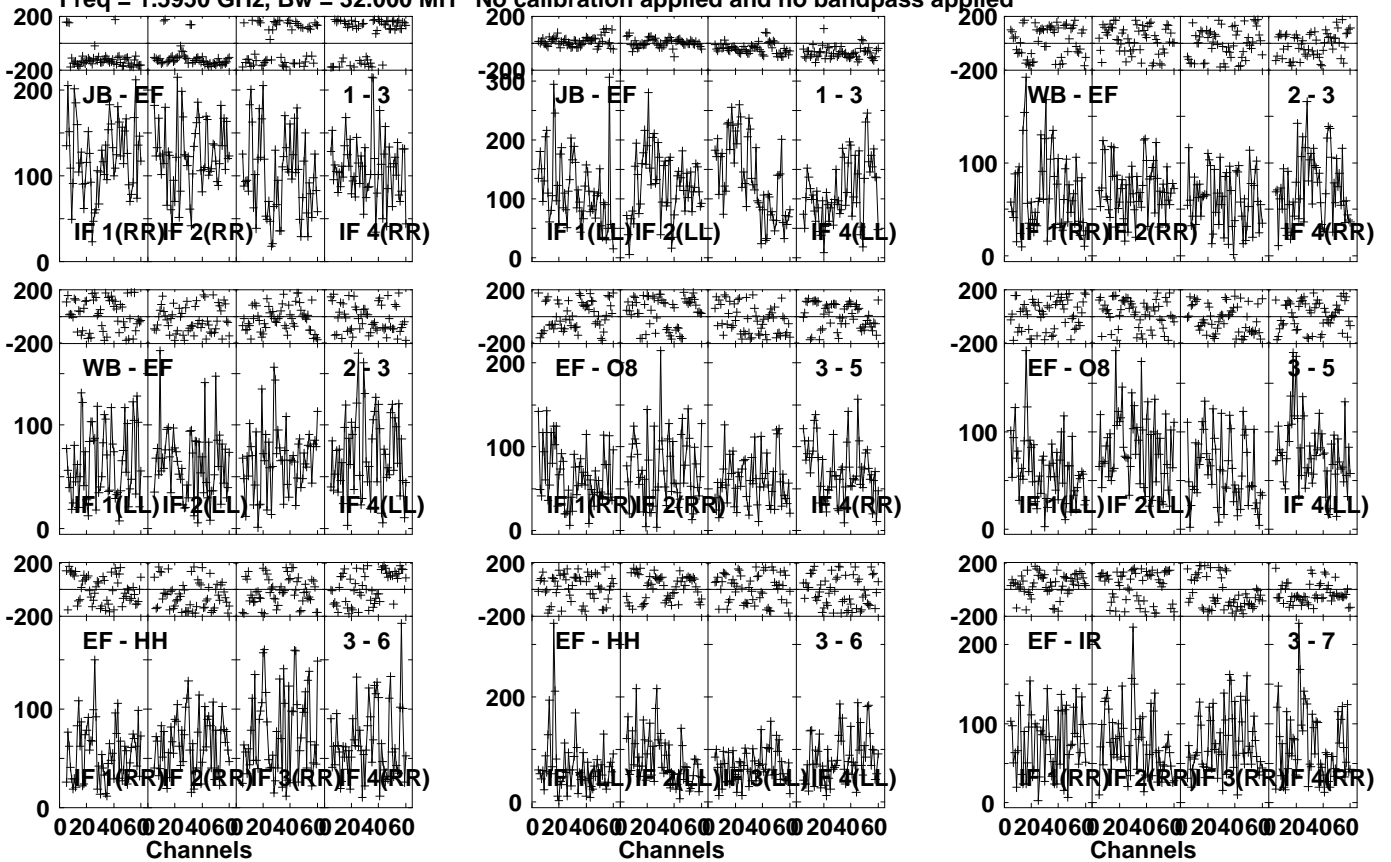 Freq = 1.5950 GHz, Bw = 32.000 MH No calibration applied and no bandpass applied
200
-200
200
100
0
JB - EF 1 - 3
IF 1(RR) IF 2(RR) IF 4(RR)
200
-200
300
200
100
0
JB - EF 1 - 3
IF 1(LL) IF 2(LL) IF 4(LL)
200
-200
200
100
0
WB - EF 2 - 3
IF 1(RR) IF 2(RR) IF 4(RR)
200
-200
100
0
WB - EF 2 - 3
IF 1(LL) IF 2(LL) IF 4(LL)
200
-200
200
100
0
EF - O8 3 - 5
IF 1(RR) IF 2(RR) IF 4(RR)
200
-200
100
0
EF - O8 3 - 5
IF 1(LL) IF 2(LL) IF 4(LL)
200
-200
100
0
EF - HH 3 - 6
IF 1(RR) IF 2(RR) IF 3(RR) IF 4(RR)
0 20 40 60 0 20 40 60 0 20 40 60 0 20 40 60
Channels
200
-200
200
0
EF - HH 3 - 6
IF 1(LL) IF 2(LL) IF 3(LL) IF 4(LL)
0 20 40 60 0 20 40 60 0 20 40 60 0 20 40 60
Channels
200
-200
200
100
0
EF - IR 3 - 7
IF 1(RR) IF 2(RR) IF 3(RR) IF 4(RR)
0 20 40 60 0 20 40 60 0 20 40 60 0 20 40 60
Channels